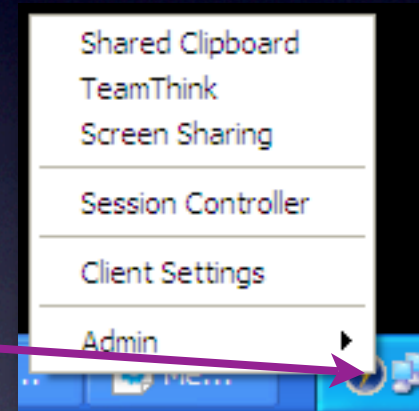 Shared Clipboard
TeamThink
Screen Sharing
Session Controller
Client Settings
Admin